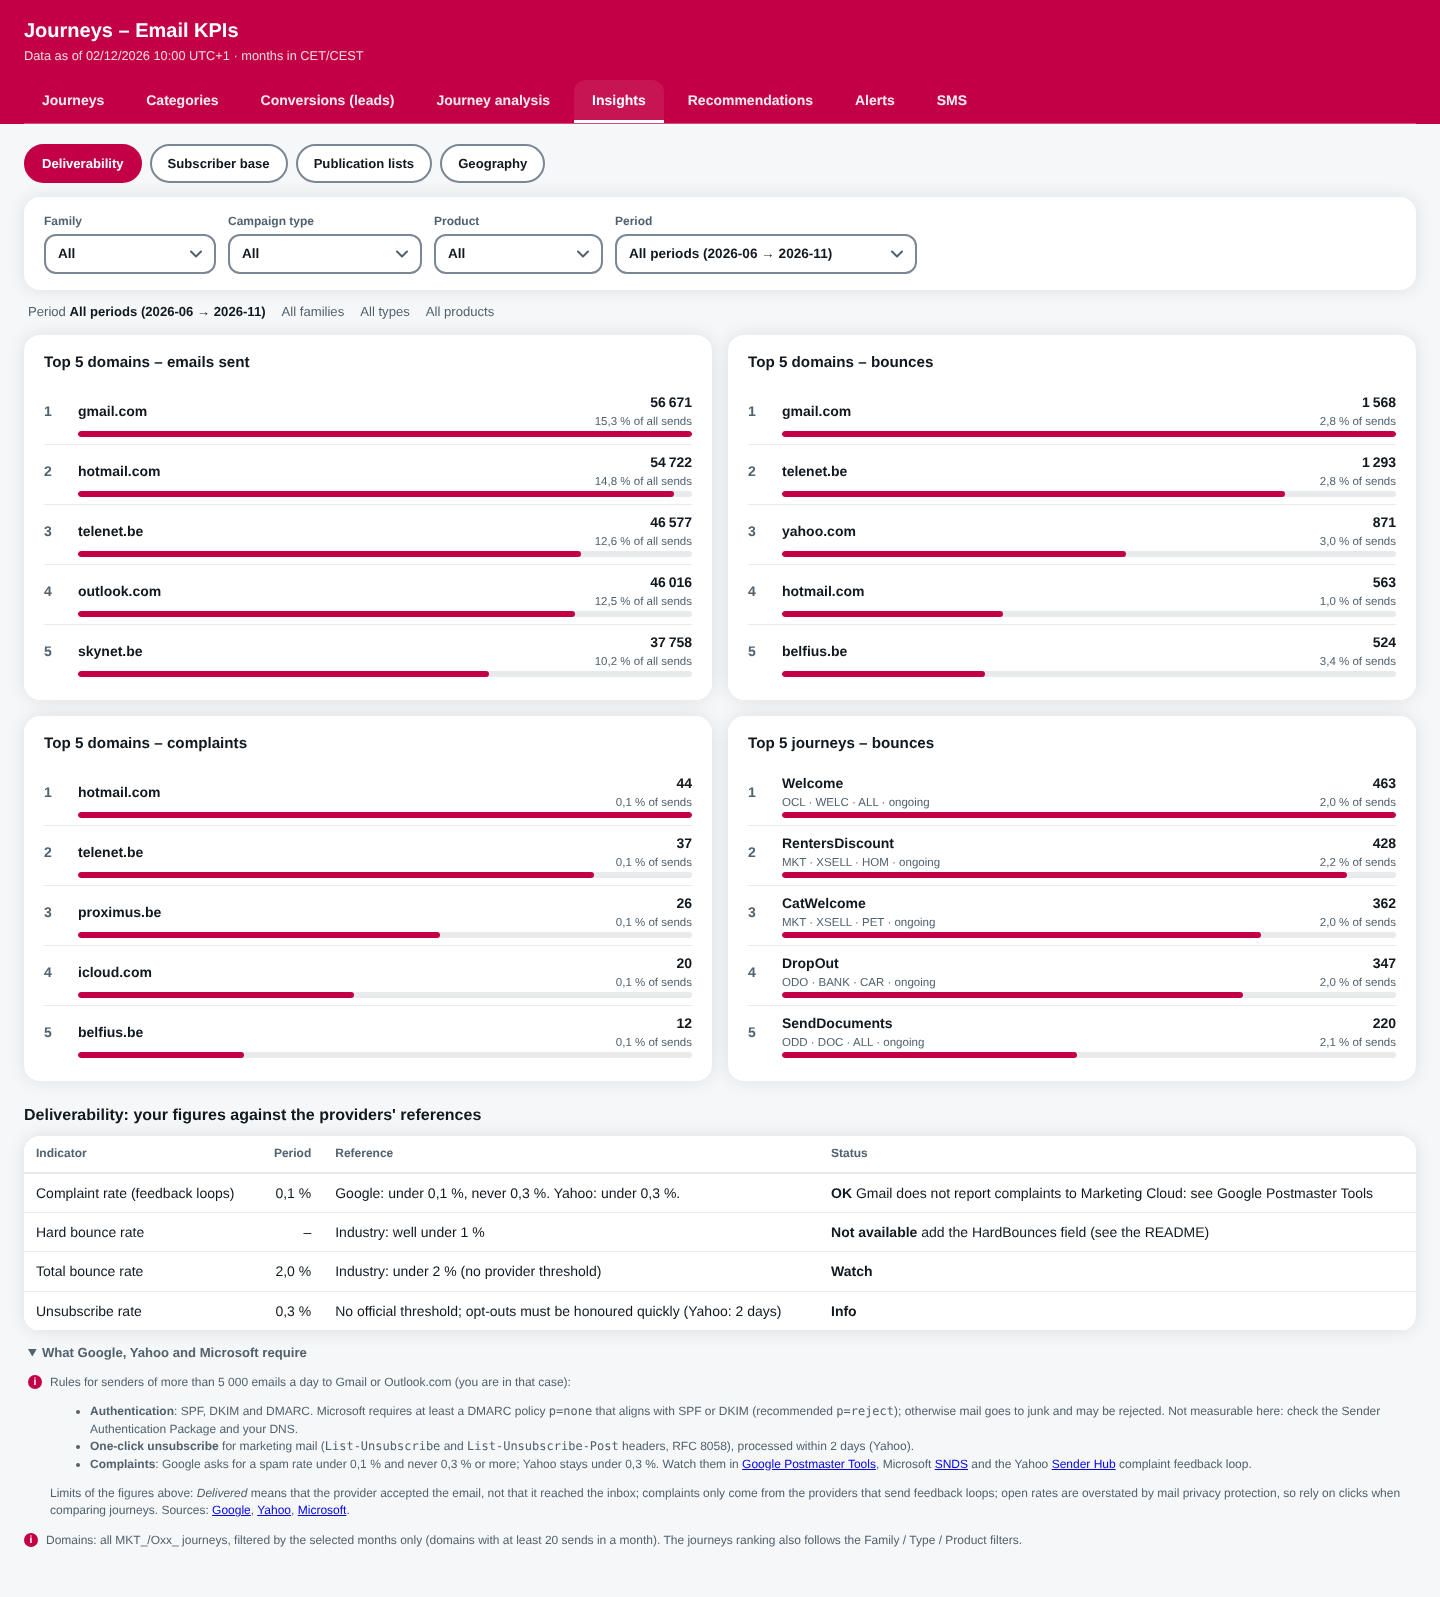 Journeys – Email KPIs
Data as of 02/12/2026 10:00 UTC+1 · months in CET/CEST
Journeys
Categories
Conversions (leads)
Journey analysis
Insights
Recommendations
Alerts
SMS
Deliverability
Subscriber base
Publication lists
Geography
Family
Campaign type
Product
Period
All
All
All
All periods (2026-06 → 2026-11)
Period All periods (2026-06 → 2026-11) All families All types All products
Top 5 domains – emails sent
1 gmail.com 56 671
15,3 % of all sends
2 hotmail.com 54 722
14,8 % of all sends
3 telenet.be 46 577
12,6 % of all sends
4 outlook.com 46 016
12,5 % of all sends
5 skynet.be 37 758
10,2 % of all sends
Top 5 domains – bounces
1 gmail.com 1 568
2,8 % of sends
2 telenet.be 1 293
2,8 % of sends
3 yahoo.com 871
3,0 % of sends
4 hotmail.com 563
1,0 % of sends
5 belfius.be 524
3,4 % of sends
Top 5 domains – complaints
1 hotmail.com 44
0,1 % of sends
2 telenet.be 37
0,1 % of sends
3 proximus.be 26
0,1 % of sends
4 icloud.com 20
0,1 % of sends
5 belfius.be 12
0,1 % of sends
Top 5 journeys – bounces
1 Welcome 463
OCL · WELC · ALL · ongoing 2,0 % of sends
2 RentersDiscount 428
MKT · XSELL · HOM · ongoing 2,2 % of sends
3 CatWelcome 362
MKT · XSELL · PET · ongoing 2,0 % of sends
4 DropOut 347
ODO · BANK · CAR · ongoing 2,0 % of sends
5 SendDocuments 220
ODD · DOC · ALL · ongoing 2,1 % of sends
Deliverability: your figures against the providers' references
Indicator Period Reference Status
Complaint rate (feedback loops) 0,1 % Google: under 0,1 %, never 0,3 %. Yahoo: under 0,3 %. OK Gmail does not report complaints to Marketing Cloud: see Google Postmaster Tools
Hard bounce rate – Industry: well under 1 % Not available add the HardBounces field (see the README)
Total bounce rate 2,0 % Industry: under 2 % (no provider threshold) Watch
Unsubscribe rate 0,3 % No official threshold; opt-outs must be honoured quickly (Yahoo: 2 days) Info
▼ What Google, Yahoo and Microsoft require
i Rules for senders of more than 5 000 emails a day to Gmail or Outlook.com (you are in that case):
• Authentication: SPF, DKIM and DMARC. Microsoft requires at least a DMARC policy p=none that aligns with SPF or DKIM (recommended p=reject); otherwise mail goes to junk and may be rejected. Not measurable here: check the Sender
Authentication Package and your DNS.
• One-click unsubscribe for marketing mail (List-Unsubscribe and List-Unsubscribe-Post headers, RFC 8058), processed within 2 days (Yahoo).
• Complaints: Google asks for a spam rate under 0,1 % and never 0,3 % or more; Yahoo stays under 0,3 %. Watch them in Google Postmaster Tools, Microsoft SNDS and the Yahoo Sender Hub complaint feedback loop.
Limits of the figures above: Delivered means that the provider accepted the email, not that it reached the inbox; complaints only come from the providers that send feedback loops; open rates are overstated by mail privacy protection, so rely on clicks when
comparing journeys. Sources: Google, Yahoo, Microsoft.
i Domains: all MKT_/Oxx_ journeys, filtered by the selected months only (domains with at least 20 sends in a month). The journeys ranking also follows the Family / Type / Product filters.